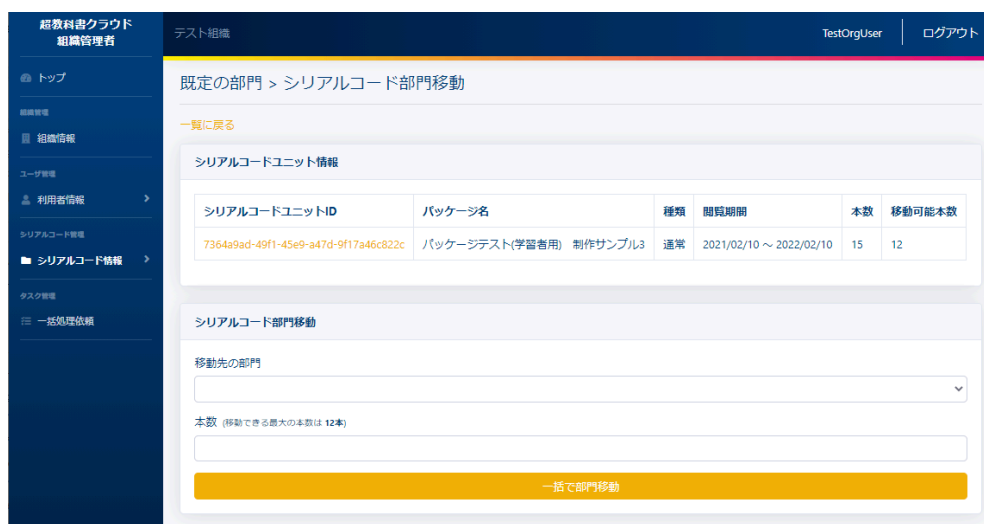 超教科書クラウド
組織管理者
テスト組織
TestOrgUser
ログアウト
トップ
組織管理
組織情報
ユーザ管理
利用者情報
シリアルコード管理
シリアルコード情報
タスク管理
一括処理依頼
既定の部門 > シリアルコード部門移動
一覧に戻る
シリアルコードユニット情報
シリアルコードユニットID パッケージ名 種類 閲覧期間 本数 移動可能本数
7364a9ad-49f1-45e9-a47d-9f17a46c822c パッケージテスト(学習者用) 制作サンプル3 通常 2021/02/10 ～ 2022/02/10 15 12
シリアルコード部門移動
移動先の部門
本数 (移動できる最大の本数は 12本)
一括で部門移動